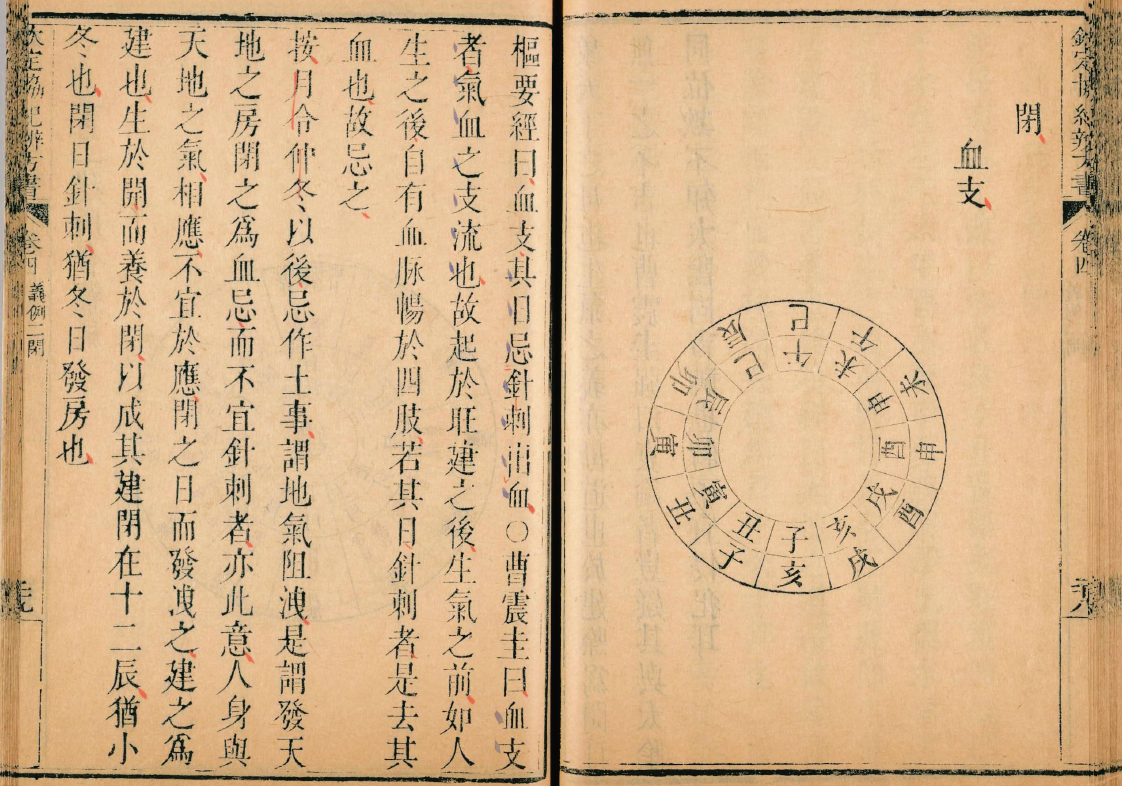 欽定協紀辨方書 卷四
閉
血支
亥子丑寅卯辰巳午未申酉戌
子丑寅卯辰巳午未申酉戌亥
樞要經曰血支其日忌針刺出血○曹震圭曰血支
者氣血之支流也故起於旺建之後生氣之前如人
生之後自有血脉暢於四肢若其日針刺者是去其
血也故忌之
按月令仲冬以後忌作土事謂地氣阻洩是謂發天
地之房閉之爲血忌而不宜針刺者亦此意人身與
天地之氣相應不宜於應閉之日而發洩之建之爲
建也生於開而養於閉以成其建閉在十二辰猶小
冬也閉日針刺猶冬日發房也
欽定協紀辨方書 卷四 義例二 閉